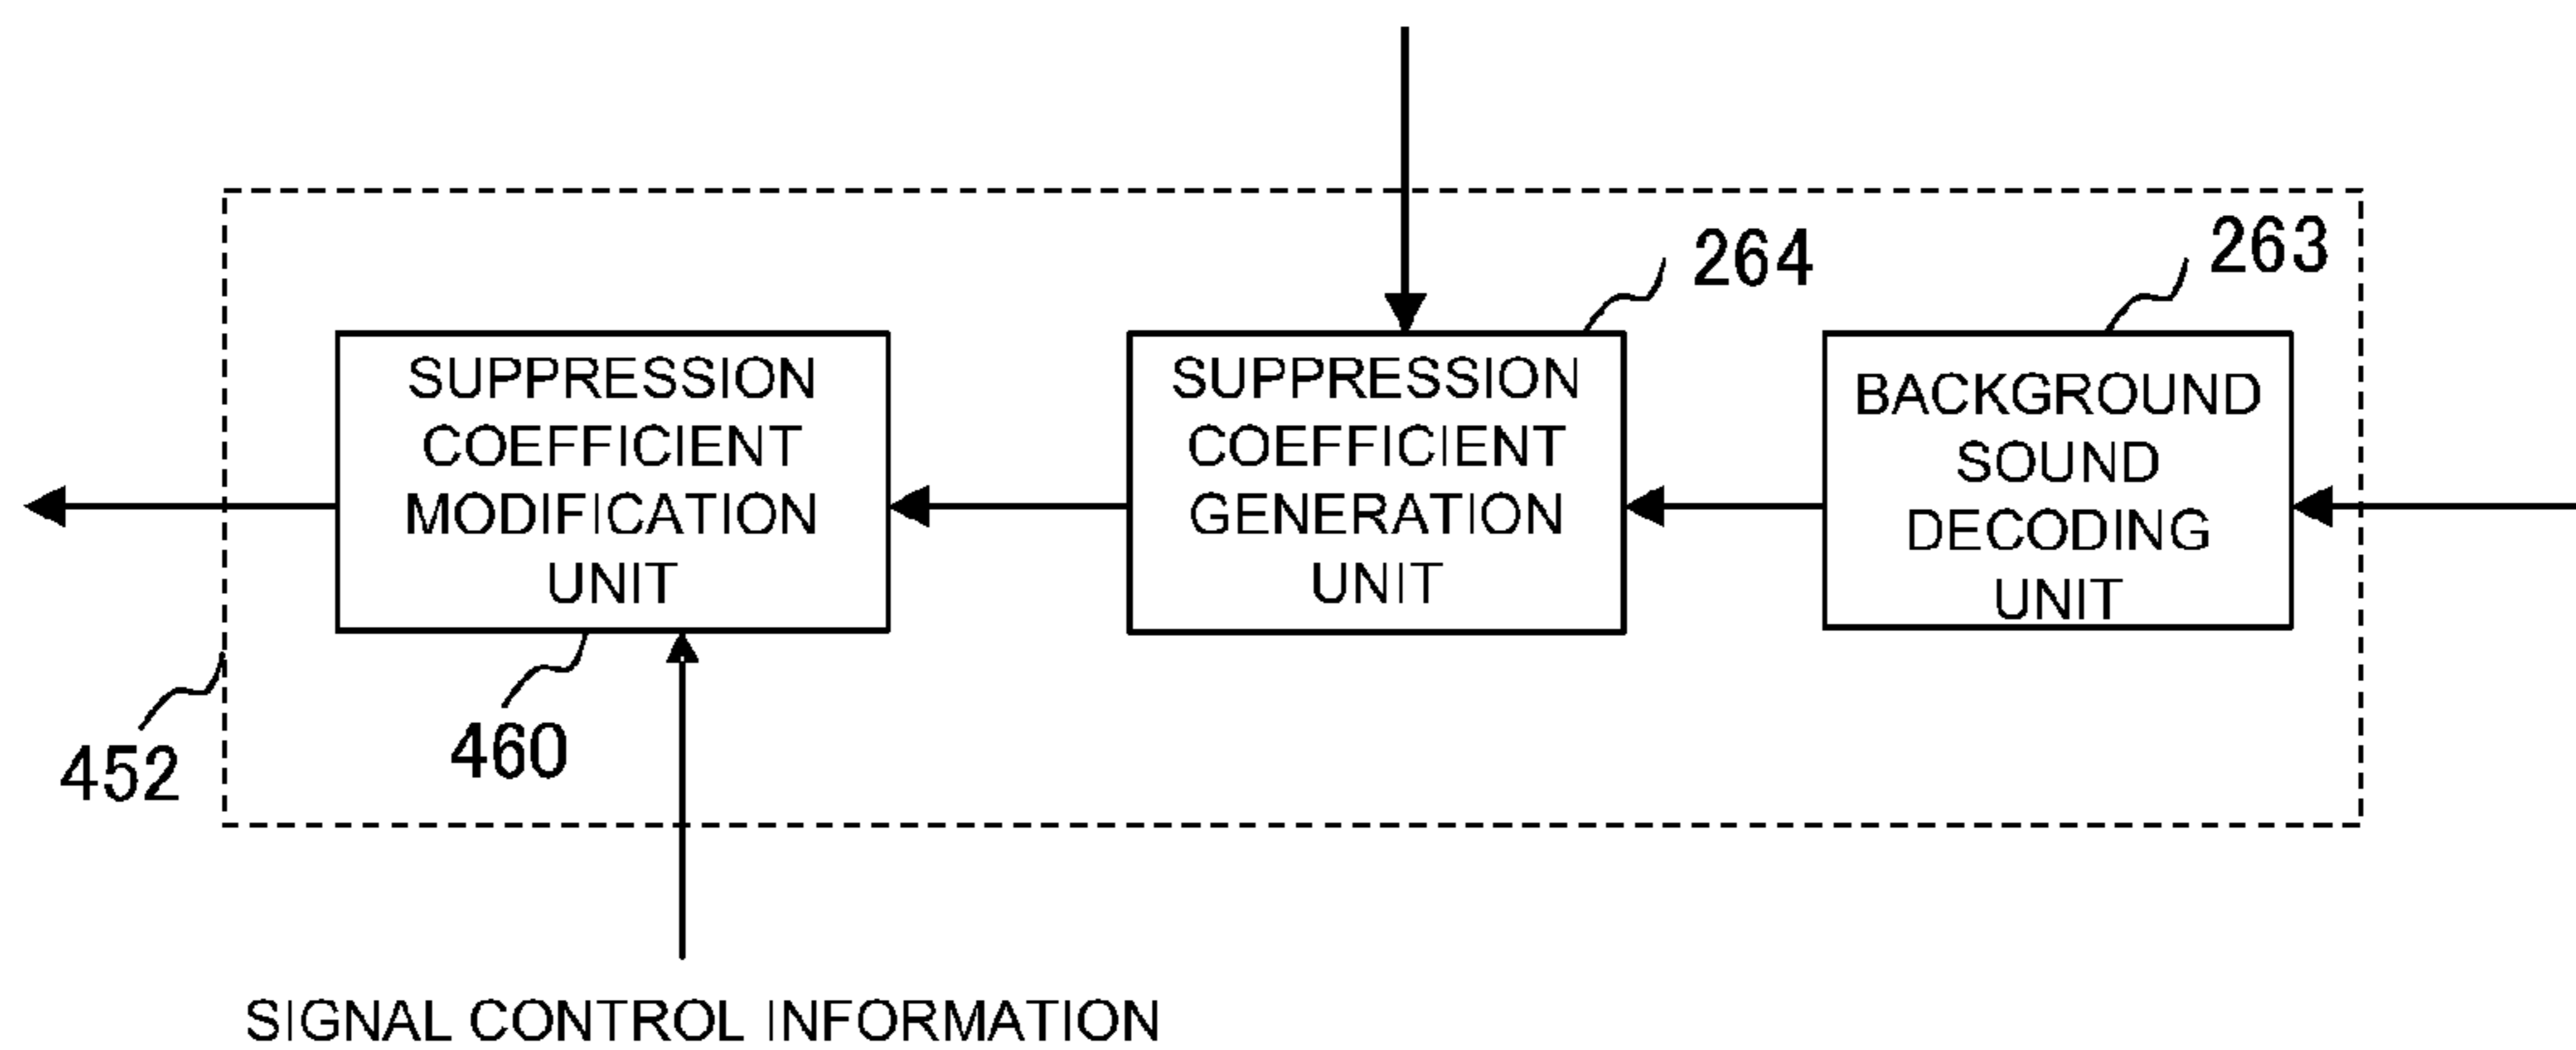 264
263
SUPPRESSION
COEFFICIENT
MODIFICATION
UNIT
SUPPRESSION
COEFFICIENT
GENERATION
UNIT
BACKGROUND
SOUND
DECODING
UNIT
452
460
SIGNAL CONTROL INFORMATION